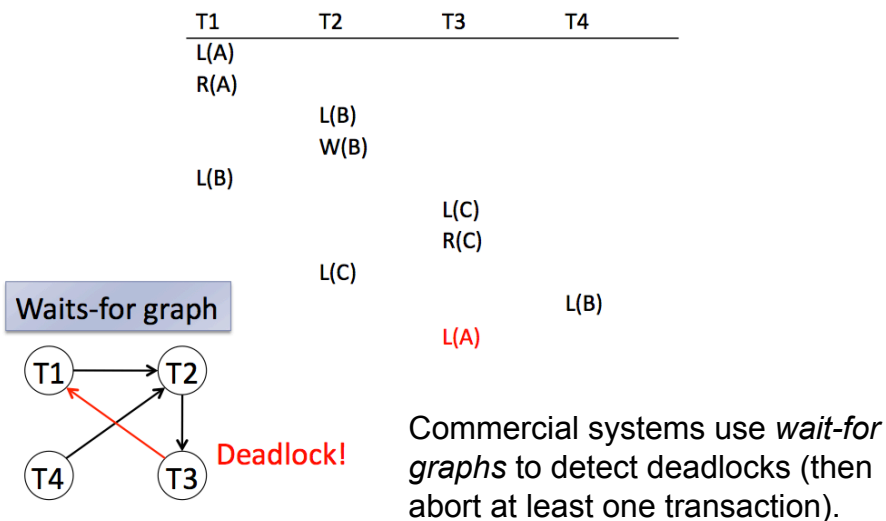 T1 T2 T3 T4
L(A)
R(A)
L(B)
W(B)
L(B)
L(C)
R(C)
L(C)
L(B)
L(A)
Waits-for graph
T1 T2
T4 T3 Deadlock!
Commercial systems use wait-for
graphs to detect deadlocks (then
abort at least one transaction).